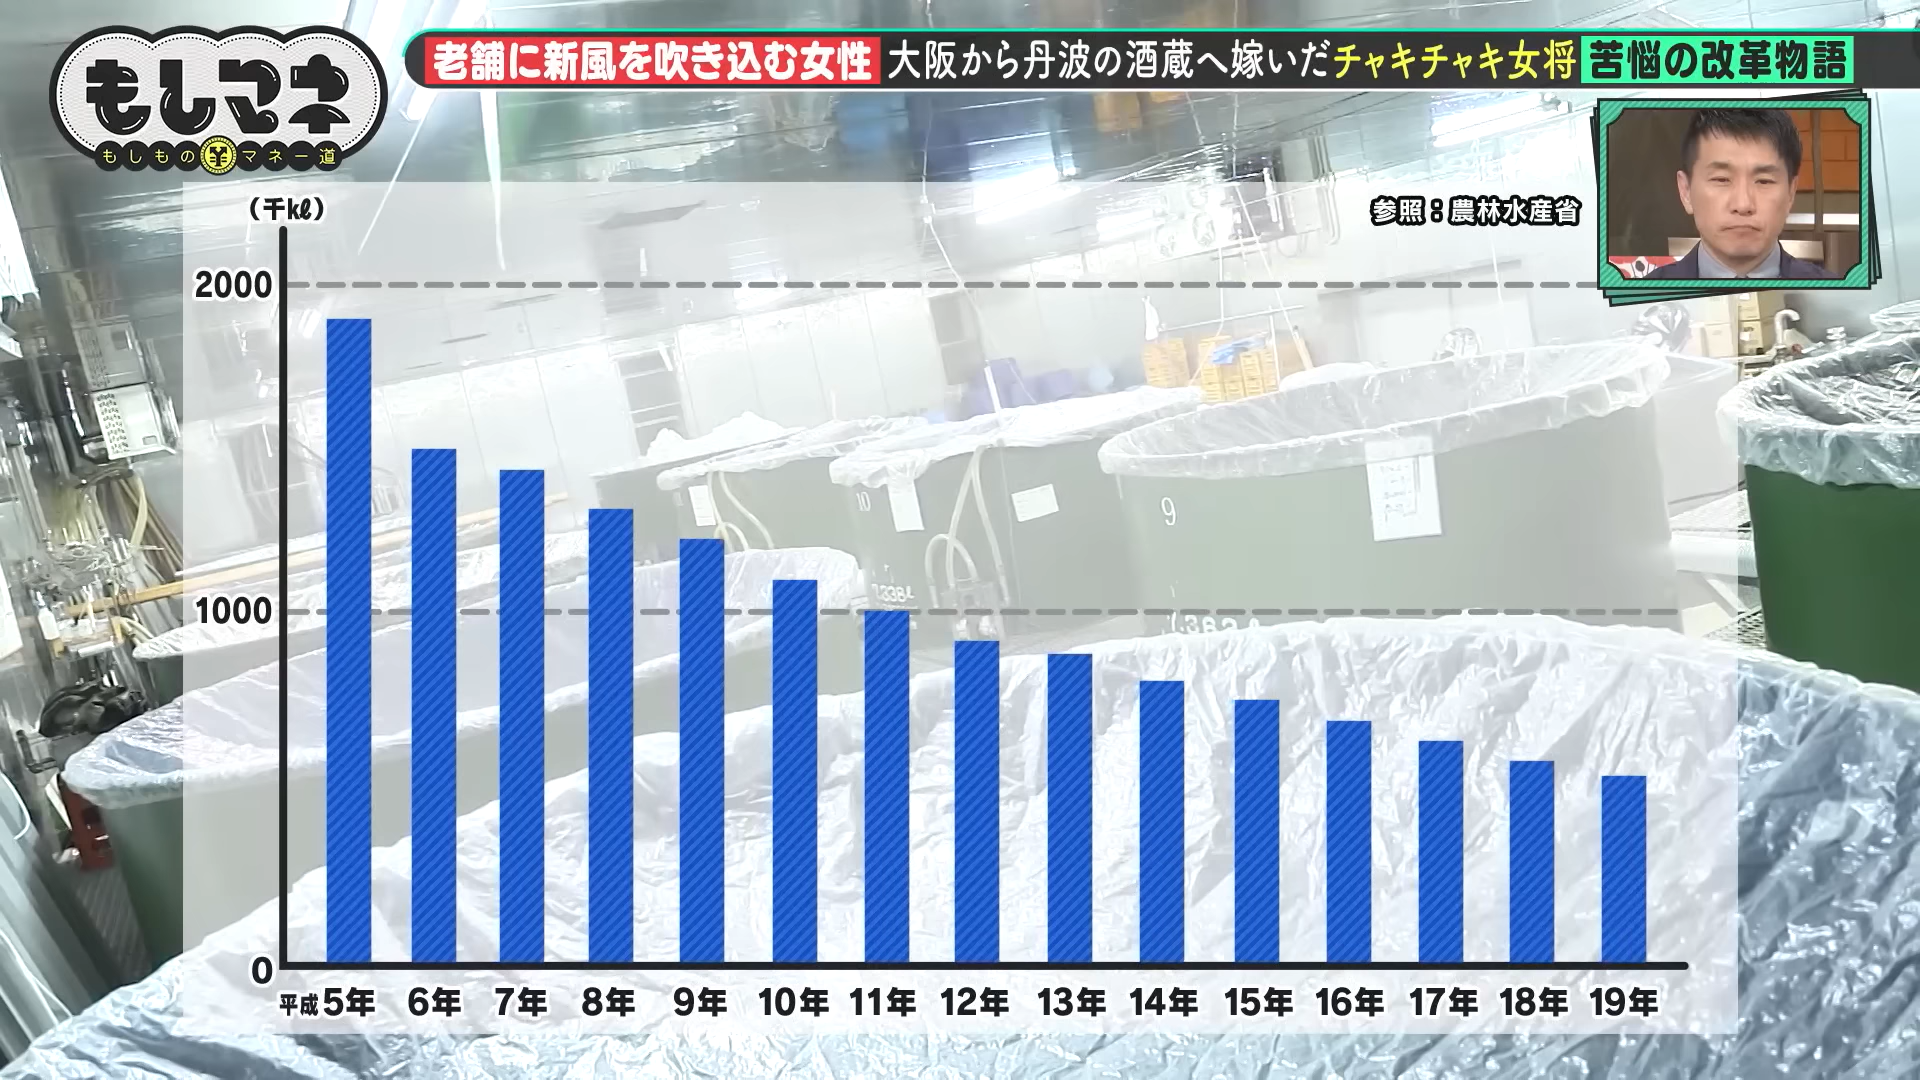 もしマネ
もしもの¥マネー道
老舗に新風を吹き込む女性 大阪から丹波の酒蔵へ嫁いだチャキチャキ女将 苦悩の改革物語
参照：農林水産省
（千㎘）
2000
1000
0
平成5年 6年 7年 8年 9年 10年 11年 12年 13年 14年 15年 16年 17年 18年 19年
10
9